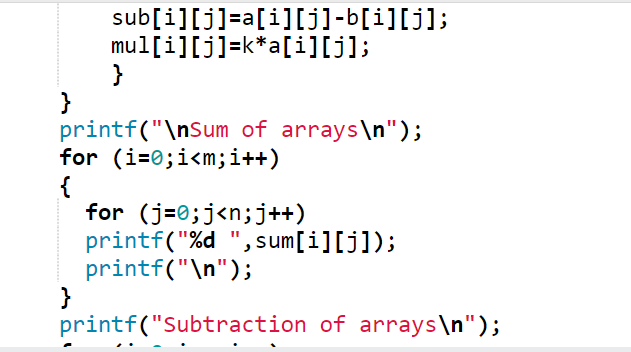 sub[i][j]=a[i][j]-b[i][j];
mul[i][j]=k*a[i][j];
}
}
printf("\nSum of arrays\n");
for (i=0;i<m;i++)
{
for (j=0;j<n;j++)
printf("%d ",sum[i][j]);
printf("\n");
}
printf("Subtraction of arrays\n");